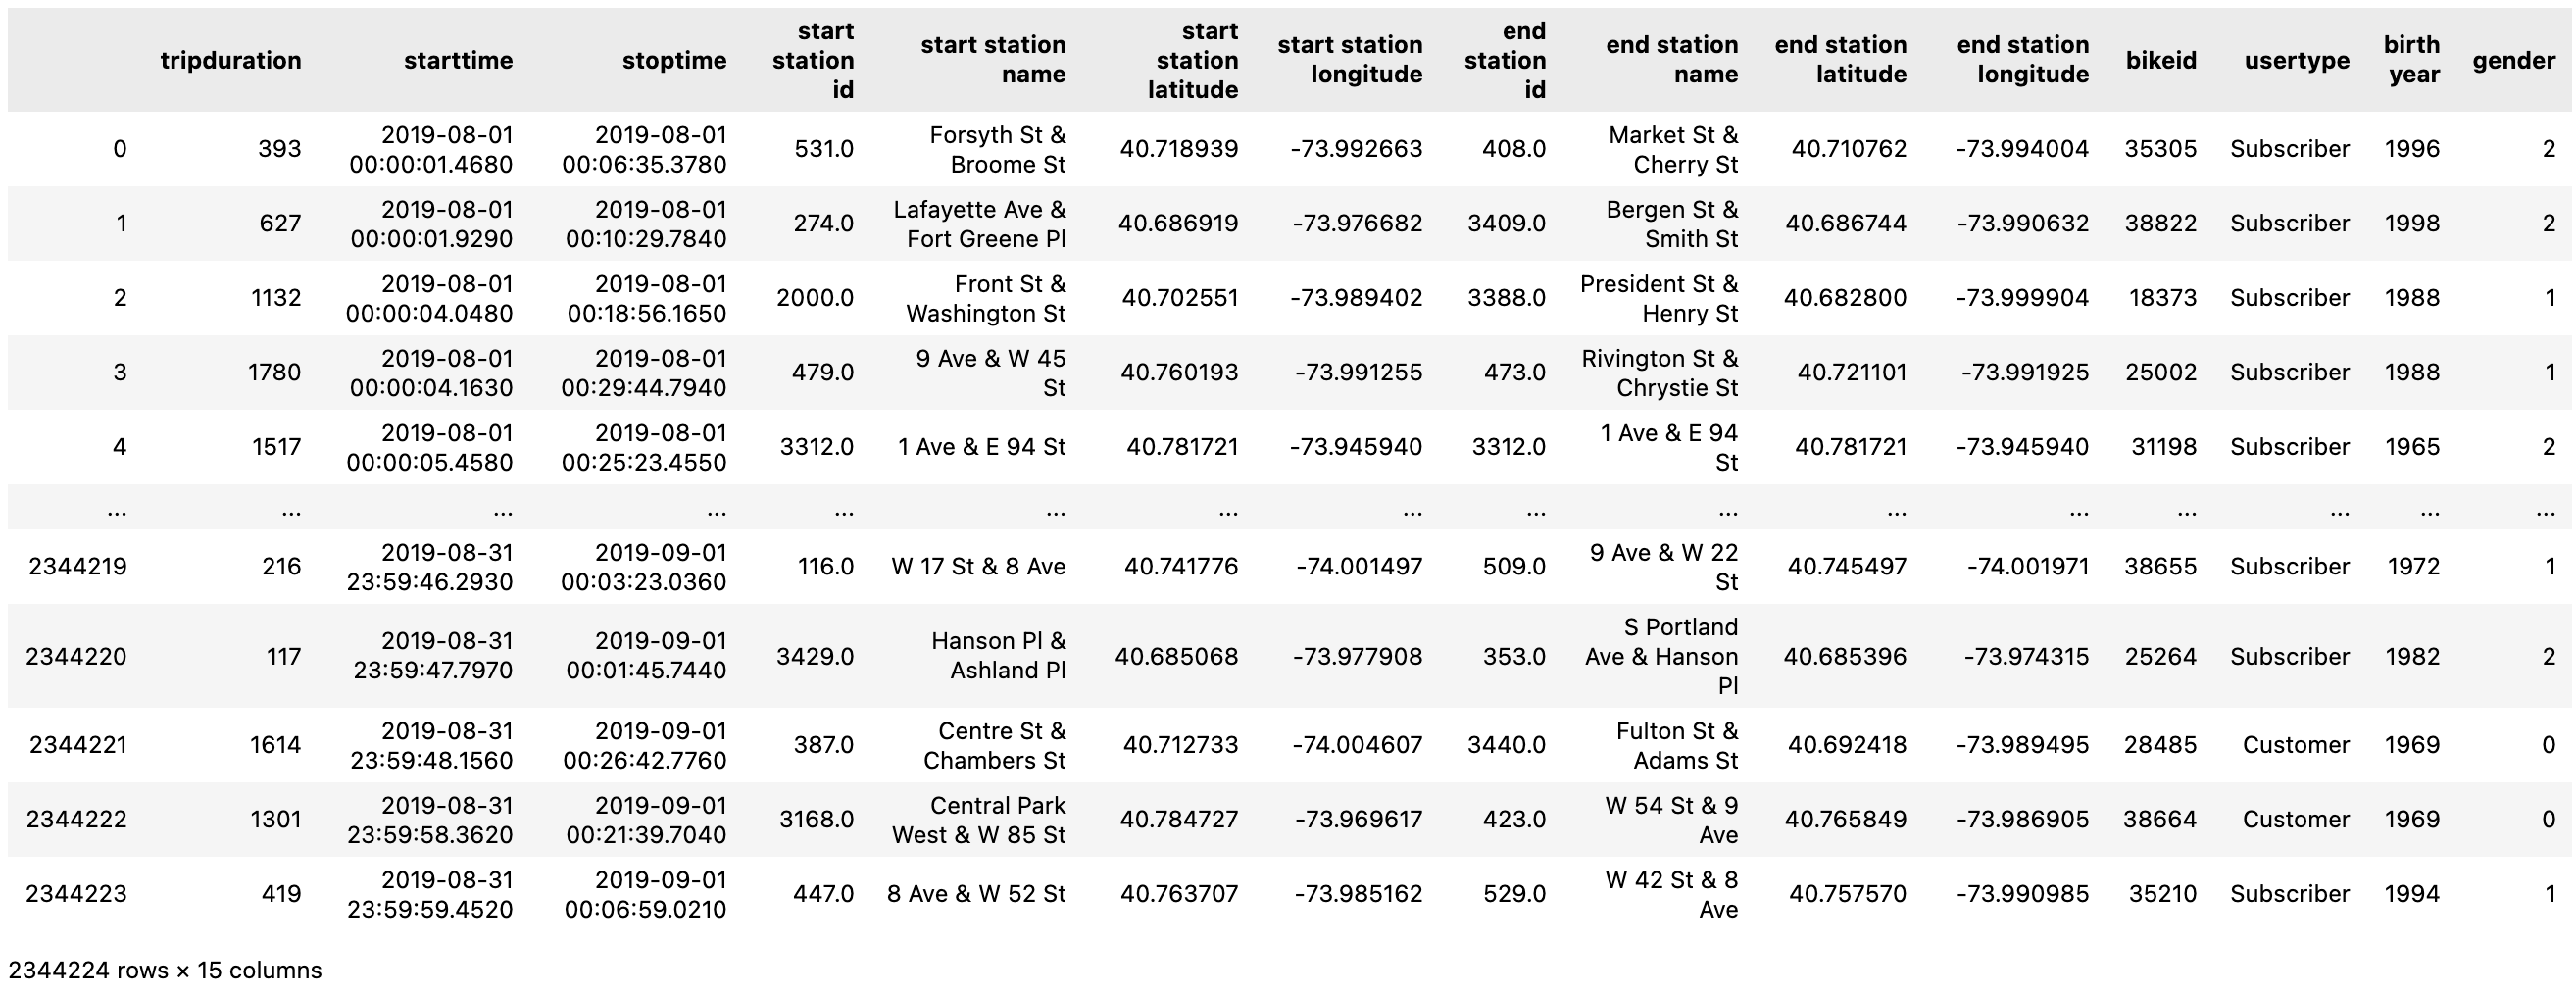 tripduration starttime stoptime start station id start station name start station latitude start station longitude end station id end station name end station latitude end station longitude bikeid usertype birth year gender
0 393 2019-08-01 00:00:01.4680 2019-08-01 00:06:35.3780 531.0 Forsyth St & Broome St 40.718939 -73.992663 408.0 Market St & Cherry St 40.710762 -73.994004 35305 Subscriber 1996 2
1 627 2019-08-01 00:00:01.9290 2019-08-01 00:10:29.7840 274.0 Lafayette Ave & Fort Greene Pl 40.686919 -73.976682 3409.0 Bergen St & Smith St 40.686744 -73.990632 38822 Subscriber 1998 2
2 1132 2019-08-01 00:00:04.0480 2019-08-01 00:18:56.1650 2000.0 Front St & Washington St 40.702551 -73.989402 3388.0 President St & Henry St 40.682800 -73.999904 18373 Subscriber 1988 1
3 1780 2019-08-01 00:00:04.1630 2019-08-01 00:29:44.7940 479.0 9 Ave & W 45 St 40.760193 -73.991255 473.0 Rivington St & Chrystie St 40.721101 -73.991925 25002 Subscriber 1988 1
4 1517 2019-08-01 00:00:05.4580 2019-08-01 00:25:23.4550 3312.0 1 Ave & E 94 St 40.781721 -73.945940 3312.0 1 Ave & E 94 St 40.781721 -73.945940 31198 Subscriber 1965 2
... ... ... ... ... ... ... ... ... ... ... ... ... ... ... ...
2344219 216 2019-08-31 23:59:46.2930 2019-09-01 00:03:23.0360 116.0 W 17 St & 8 Ave 40.741776 -74.001497 509.0 9 Ave & W 22 St 40.745497 -74.001971 38655 Subscriber 1972 1
2344220 117 2019-08-31 23:59:47.7970 2019-09-01 00:01:45.7440 3429.0 Hanson Pl & Ashland Pl 40.685068 -73.977908 353.0 S Portland Ave & Hanson Pl 40.685396 -73.974315 25264 Subscriber 1982 2
2344221 1614 2019-08-31 23:59:48.1560 2019-09-01 00:26:42.7760 387.0 Centre St & Chambers St 40.712733 -74.004607 3440.0 Fulton St & Adams St 40.692418 -73.989495 28485 Customer 1969 0
2344222 1301 2019-08-31 23:59:58.3620 2019-09-01 00:21:39.7040 3168.0 Central Park West & W 85 St 40.784727 -73.969617 423.0 W 54 St & 9 Ave 40.765849 -73.986905 38664 Customer 1969 0
2344223 419 2019-08-31 23:59:59.4520 2019-09-01 00:06:59.0210 447.0 8 Ave & W 52 St 40.763707 -73.985162 529.0 W 42 St & 8 Ave 40.757570 -73.990985 35210 Subscriber 1994 1
2344224 rows × 15 columns